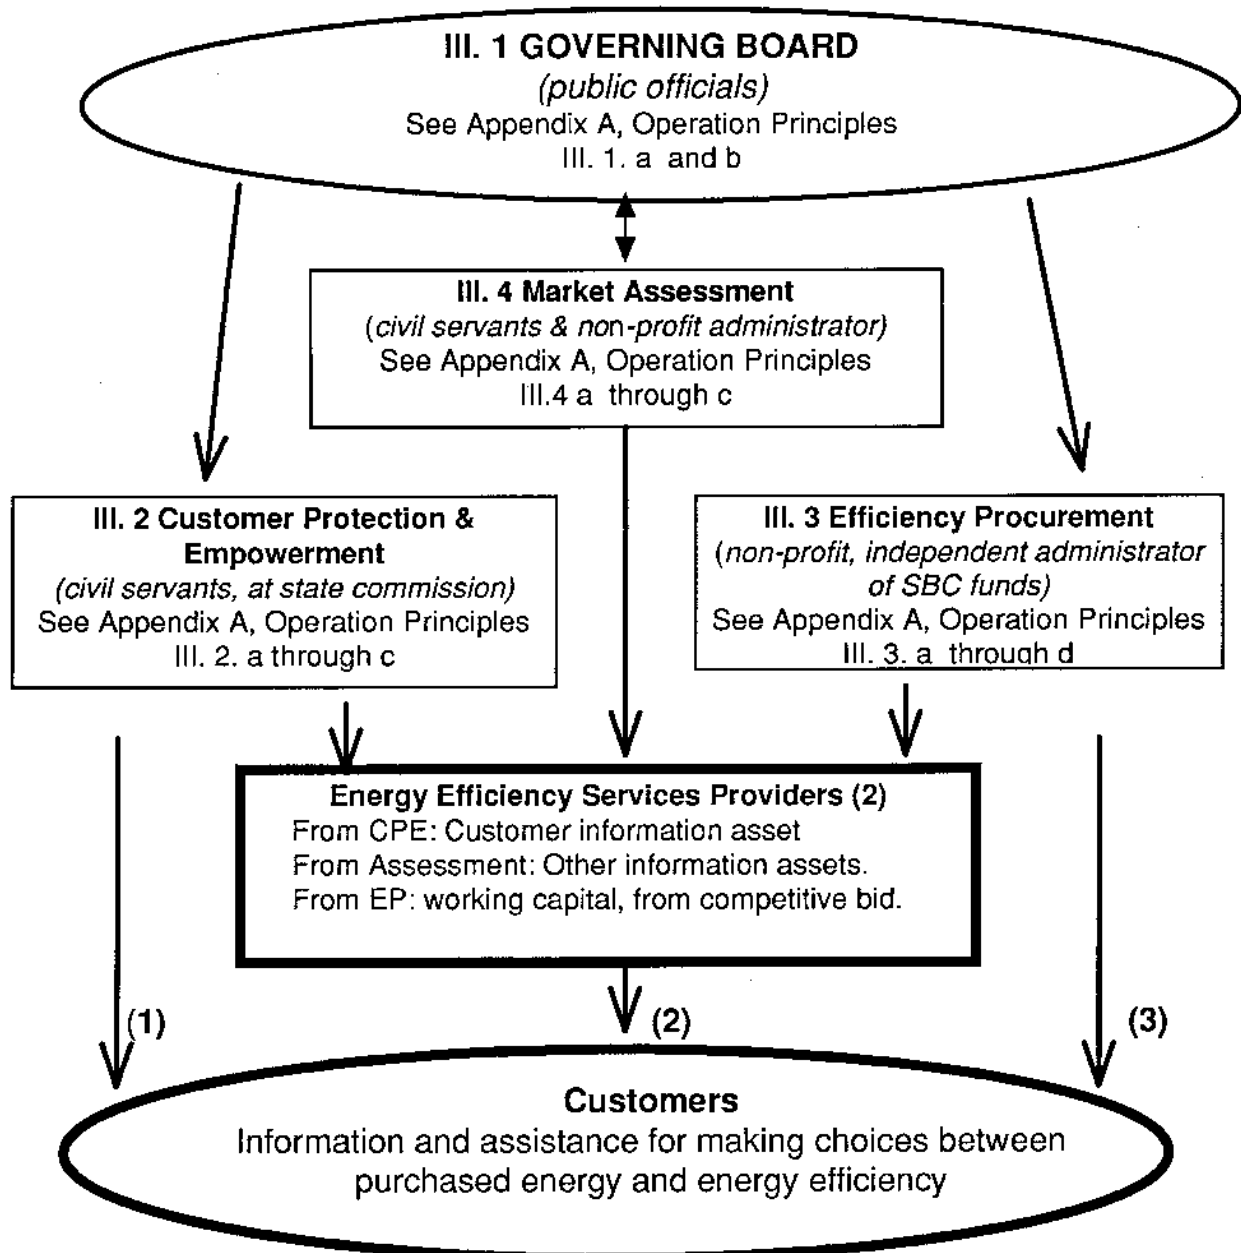 III. 1 GOVERNING BOARD
(public officials)
See Appendix A, Operation Principles
III. 1. a and b
III. 4 Market Assessment
(civil servants & non-profit administrator)
See Appendix A, Operation Principles
III.4 a through c
III. 2 Customer Protection &
Empowerment
(civil servants, at state commission)
See Appendix A, Operation Principles
III. 2. a through c
III. 3 Efficiency Procurement
(non-profit, independent administrator
of SBC funds)
See Appendix A, Operation Principles
III. 3. a through d
Energy Efficiency Services Providers (2)
From CPE: Customer information asset
From Assessment: Other information assets.
From EP: working capital, from competitive bid.
(1)
(2)
(3)
Customers
Information and assistance for making choices between
purchased energy and energy efficiency